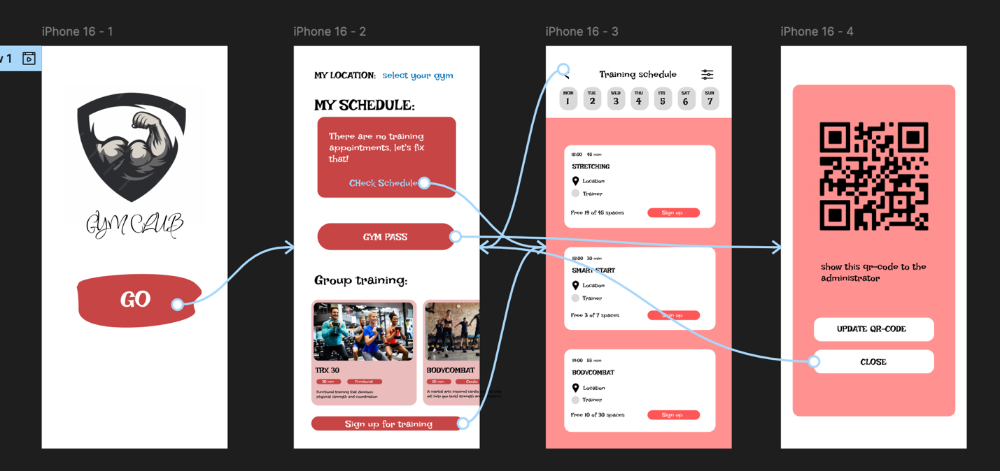 iPhone 16 - 1
iPhone 16 - 2
iPhone 16 - 3
iPhone 16 - 4
1
GYM CLUB
GO
MY LOCATION: select your gym
MY SCHEDULE:
There are no training
appointments, let's fix
that!
CHeck Schedule
GYM PASS
Group training:
TRX 30
30 min Functional
Functional training that develops
physical strength and coordination
BODYCOMBAT
55 min Cardio
A martial arts inspired cardio
will help you build strength and
Sign up for training
Training schedule
MON TUE WED THU FRI SAT SUN
1 2 3 4 5 6 7
18:00 45 min
STRETCHING
Location
Trainer
Free 19 of 45 spaces Sign up
18:00 30 min
SMART START
Location
Trainer
Free 3 of 7 spaces Sign up
19:00 55 min
BODYCOMBAT
Location
Trainer
Free 10 of 30 spaces Sign up
show this qr-code to the
administrator
UPDATE QR-CODE
CLOSE